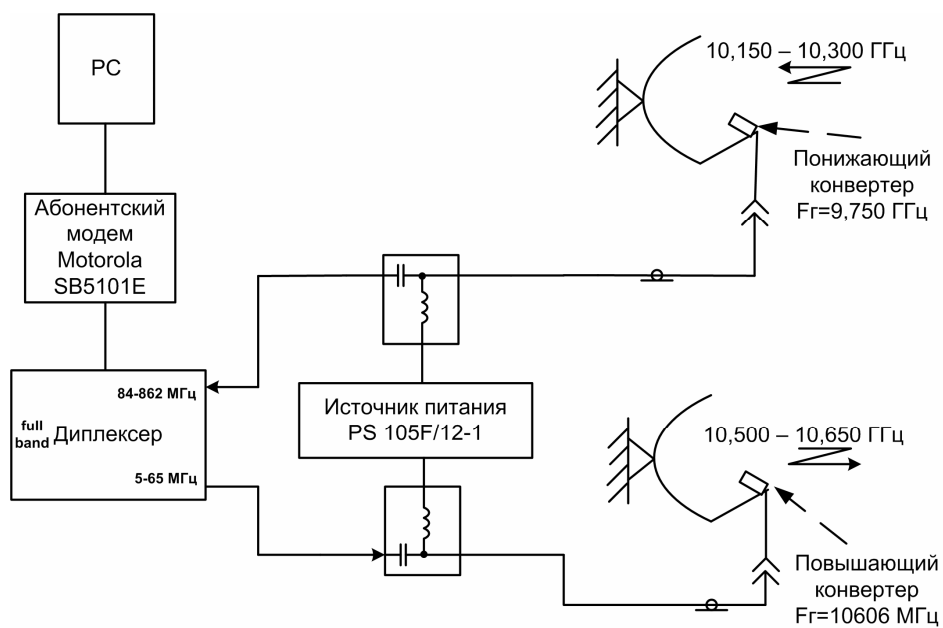 PC
Абонентский
модем
Motorola
SB5101E
84-862 МГц
full
band Диплексер
5-65 МГц
Источник питания
PS 105F/12-1
10,150 – 10,300 ГГц
Понижающий
конвертер
Fг=9,750 ГГц
10,500 – 10,650 ГГц
Повышающий
конвертер
Fг=10606 МГц